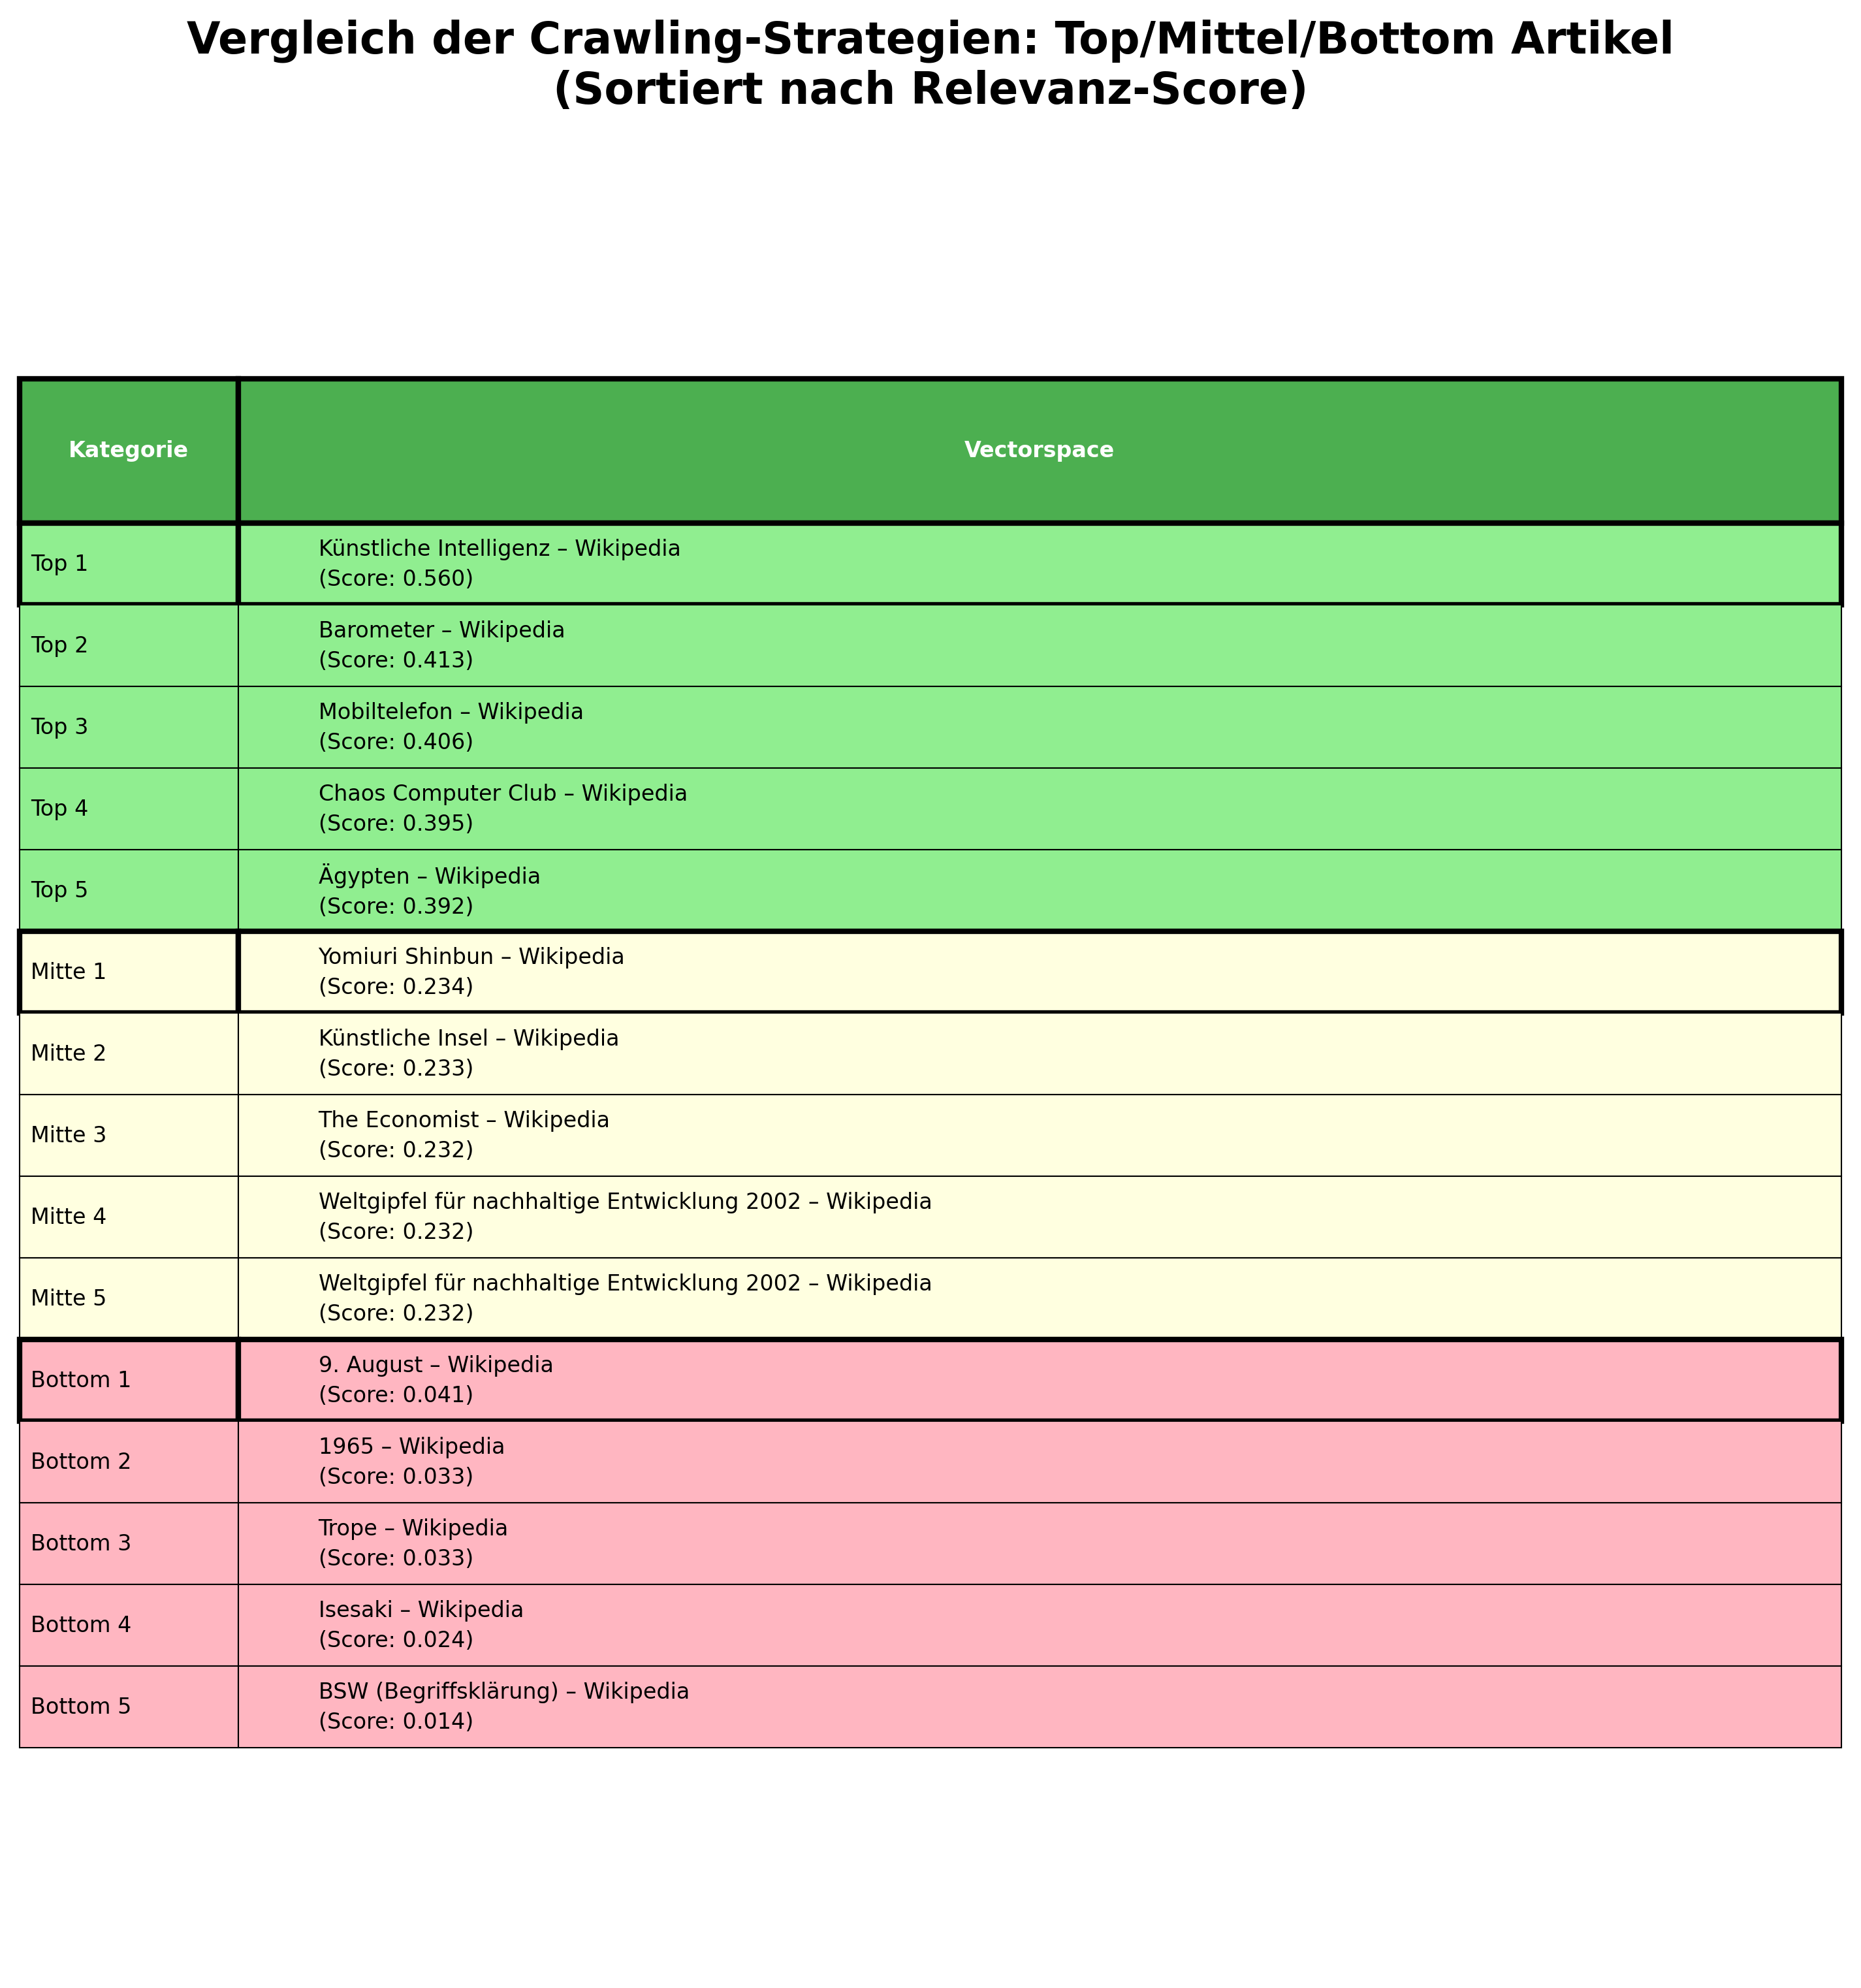 Vergleich der Crawling-Strategien: Top/Mittel/Bottom Artikel
(Sortiert nach Relevanz-Score)
Kategorie
Vectorspace
Top 1
Künstliche Intelligenz – Wikipedia
(Score: 0.560)
Top 2
Barometer – Wikipedia
(Score: 0.413)
Top 3
Mobiltelefon – Wikipedia
(Score: 0.406)
Top 4
Chaos Computer Club – Wikipedia
(Score: 0.395)
Top 5
Ägypten – Wikipedia
(Score: 0.392)
Mitte 1
Yomiuri Shinbun – Wikipedia
(Score: 0.234)
Mitte 2
Künstliche Insel – Wikipedia
(Score: 0.233)
Mitte 3
The Economist – Wikipedia
(Score: 0.232)
Mitte 4
Weltgipfel für nachhaltige Entwicklung 2002 – Wikipedia
(Score: 0.232)
Mitte 5
Weltgipfel für nachhaltige Entwicklung 2002 – Wikipedia
(Score: 0.232)
Bottom 1
9. August – Wikipedia
(Score: 0.041)
Bottom 2
1965 – Wikipedia
(Score: 0.033)
Bottom 3
Trope – Wikipedia
(Score: 0.033)
Bottom 4
Isesaki – Wikipedia
(Score: 0.024)
Bottom 5
BSW (Begriffsklärung) – Wikipedia
(Score: 0.014)